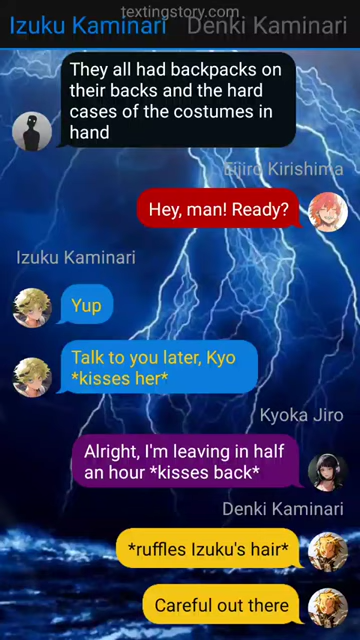 textingstory.com
Izuku Kaminari Denki Kaminari
They all had backpacks on
their backs and the hard
cases of the costumes in
hand
Eijiro Kirishima
Hey, man! Ready?
Izuku Kaminari
Yup
Talk to you later, Kyo
*kisses her*
Kyoka Jiro
Alright, I'm leaving in half
an hour *kisses back*
Denki Kaminari
*ruffles Izuku's hair*
Careful out there